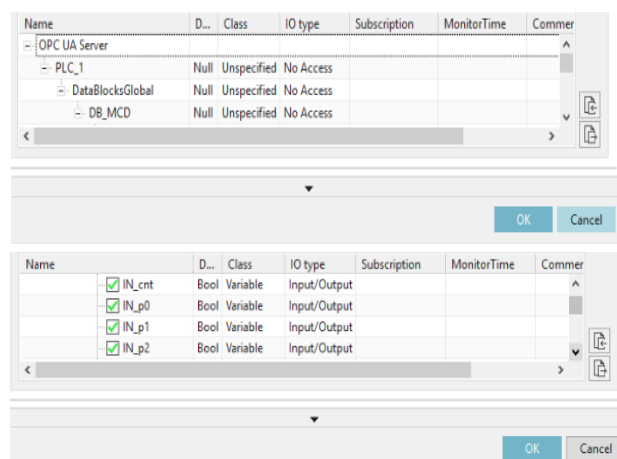 Name D... Class IO type Subscription MonitorTime Commer
OPC UA Server
PLC_1 Null Unspecified No Access
DataBlocksGlobal Null Unspecified No Access
DB_MCD Null Unspecified No Access
OK Cancel
Name D... Class IO type Subscription MonitorTime Commer
IN_cnt Bool Variable Input/Output
IN_p0 Bool Variable Input/Output
IN_p1 Bool Variable Input/Output
IN_p2 Bool Variable Input/Output
OK Cancel